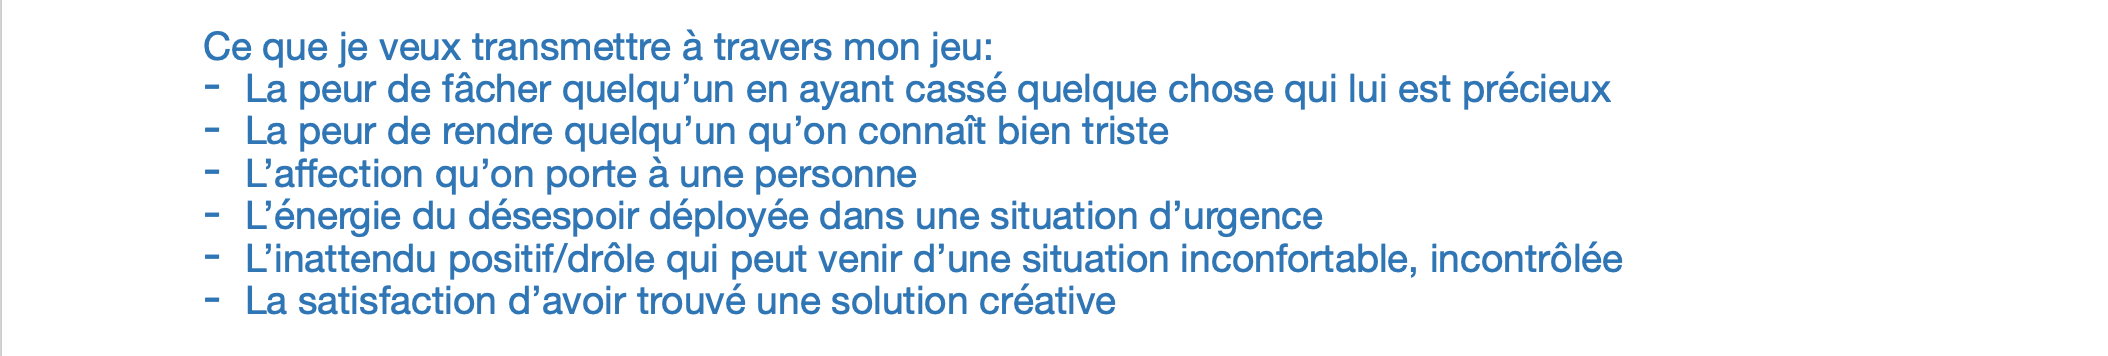 Ce que je veux transmettre à travers mon jeu:
- La peur de fâcher quelqu’un en ayant cassé quelque chose qui lui est précieux
- La peur de rendre quelqu’un qu’on connaît bien triste
- L’affection qu’on porte à une personne
- L’énergie du désespoir déployée dans une situation d’urgence
- L’inattendu positif/drôle qui peut venir d’une situation inconfortable, incontrôlée
- La satisfaction d’avoir trouvé une solution créative